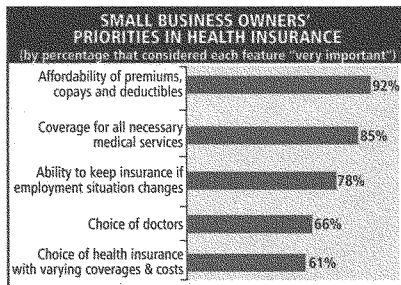 SMALL BUSINESS OWNERS'
PRIORITIES IN HEALTH INSURANCE
(by percentage that considered each feature "very important")
Affordability of premiums,
copays and deductibles
92%
Coverage for all necessary
medical services
85%
Ability to keep insurance if
employment situation changes
78%
Choice of doctors
66%
Choice of health insurance
with varying coverages & costs
61%